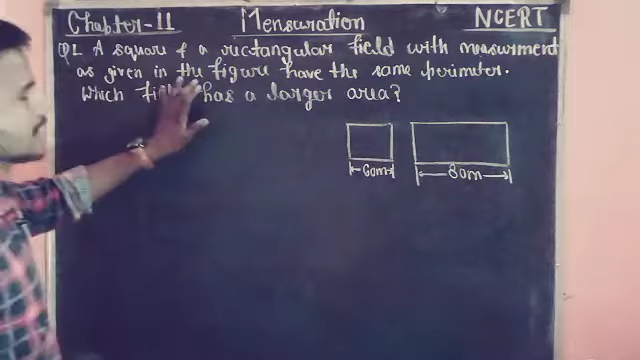 Chapter-11 Mensuration NCERT
Q1. A square & a rectangular field with measurment
as given in the figure have the same perimeter.
Which has a larger area?
60m 80m